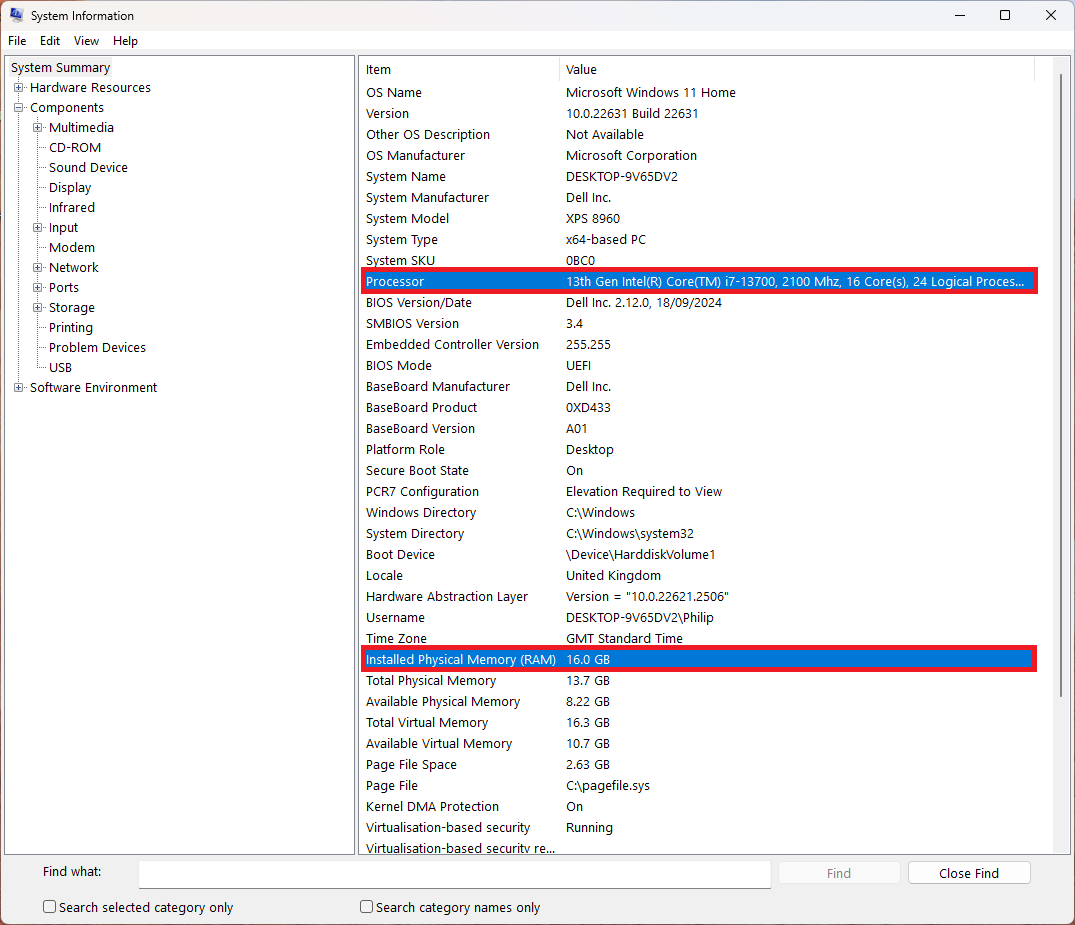 System Information
File Edit View Help
System Summary
Hardware Resources
Components
Multimedia
CD-ROM
Sound Device
Display
Infrared
Input
Modem
Network
Ports
Storage
Printing
Problem Devices
USB
Software Environment
Item Value
OS Name Microsoft Windows 11 Home
Version 10.0.22631 Build 22631
Other OS Description Not Available
OS Manufacturer Microsoft Corporation
System Name DESKTOP-9V65DV2
System Manufacturer Dell Inc.
System Model XPS 8960
System Type x64-based PC
System SKU 0BC0
Processor 13th Gen Intel(R) Core(TM) i7-13700, 2100 Mhz, 16 Core(s), 24 Logical Proces...
BIOS Version/Date Dell Inc. 2.12.0, 18/09/2024
SMBIOS Version 3.4
Embedded Controller Version 255.255
BIOS Mode UEFI
BaseBoard Manufacturer Dell Inc.
BaseBoard Product 0XD433
BaseBoard Version A01
Platform Role Desktop
Secure Boot State On
PCR7 Configuration Elevation Required to View
Windows Directory C:\Windows
System Directory C:\Windows\system32
Boot Device \Device\HarddiskVolume1
Locale United Kingdom
Hardware Abstraction Layer Version = "10.0.22621.2506"
Username DESKTOP-9V65DV2\Philip
Time Zone GMT Standard Time
Installed Physical Memory (RAM) 16.0 GB
Total Physical Memory 13.7 GB
Available Physical Memory 8.22 GB
Total Virtual Memory 16.3 GB
Available Virtual Memory 10.7 GB
Page File Space 2.63 GB
Page File C:\pagefile.sys
Kernel DMA Protection On
Virtualisation-based security Running
Virtualisation-based security re...
Find what: Find Close Find
Search selected category only Search category names only